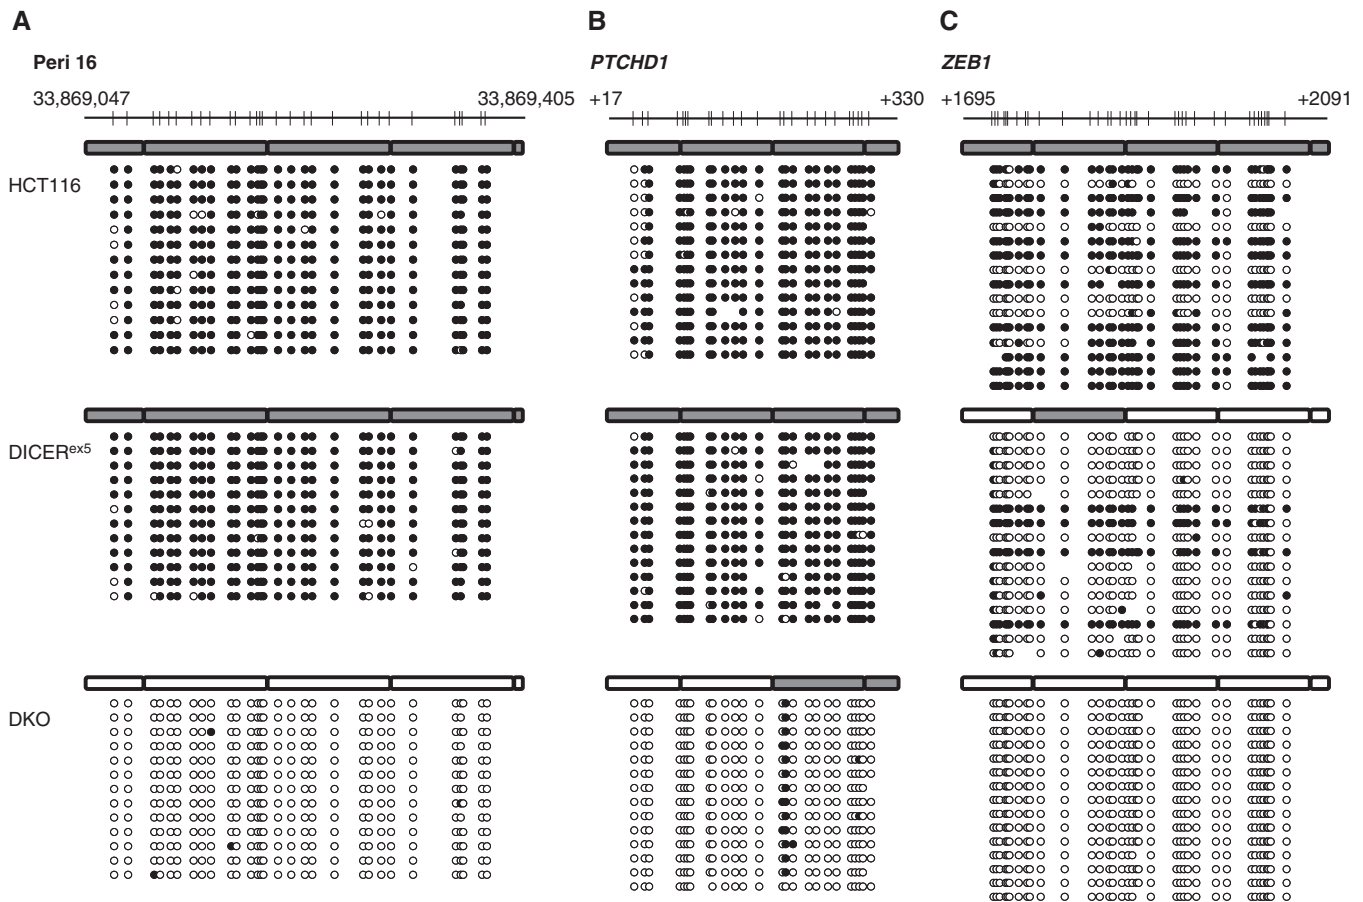 A
B
C
Peri 16
PTCHD1
ZEB1
33,869,047
33,869,405
+17
+330
+1695
+2091
HCT116
DICERex5
DKO